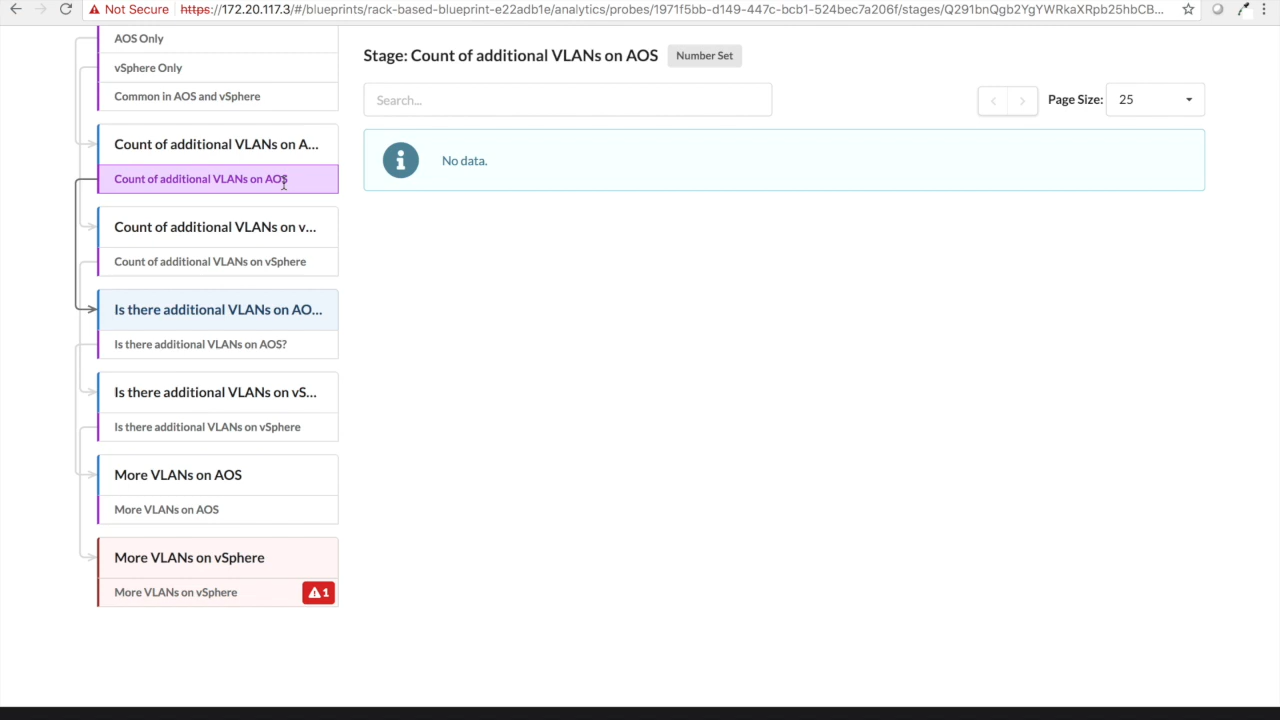 Not Secure https://172.20.117.3/#/blueprints/rack-based-blueprint-e22adb1e/analytics/probes/1971f5bb-d149-447c-bcb1-524bec7a206f/stages/Q291bnQgb2YgYWRkaXRpb25hbCB...
AOS Only
vSphere Only
Common in AOS and vSphere
Count of additional VLANs on A...
Count of additional VLANs on AOS
Count of additional VLANs on v...
Count of additional VLANs on vSphere
Is there additional VLANs on AO...
Is there additional VLANs on AOS?
Is there additional VLANs on vS...
Is there additional VLANs on vSphere
More VLANs on AOS
More VLANs on AOS
More VLANs on vSphere
More VLANs on vSphere 1
Stage: Count of additional VLANs on AOS Number Set
Search... Page Size: 25
No data.